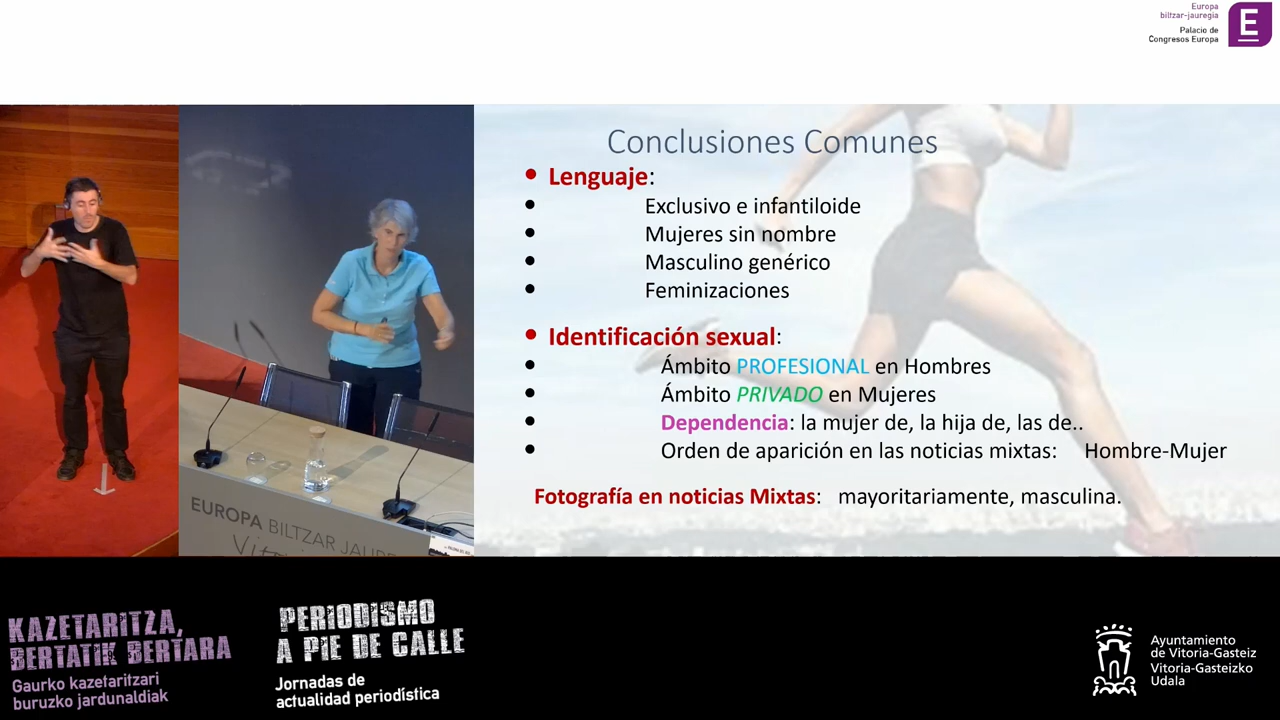 Europa
biltzar-jauregia
Palacio de
Congresos Europa
E
Conclusiones Comunes
• Lenguaje:
• Exclusivo e infantiloide
• Mujeres sin nombre
• Masculino genérico
• Feminizaciones
• Identificación sexual:
• Ámbito PROFESIONAL en Hombres
• Ámbito PRIVADO en Mujeres
• Dependencia: la mujer de, la hija de, las de..
• Orden de aparición en las noticias mixtas: Hombre-Mujer
Fotografía en noticias Mixtas: mayoritariamente, masculina.
EUROPA BILTZAR
KAZETARITZA,
BERTATIK BERTARA
Gaurko kazetaritzari
buruzko jardunaldiak
PERIODISMO
A PIE DE CALLE
Jornadas de
actualidad periodística
Ayuntamiento
de Vitoria-Gasteiz
Vitoria-Gasteizko
Udala